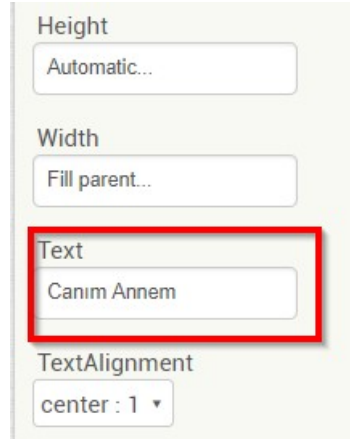 Height
Automatic...
Width
Fill parent...
Text
Canım Annem
TextAlignment
center : 1